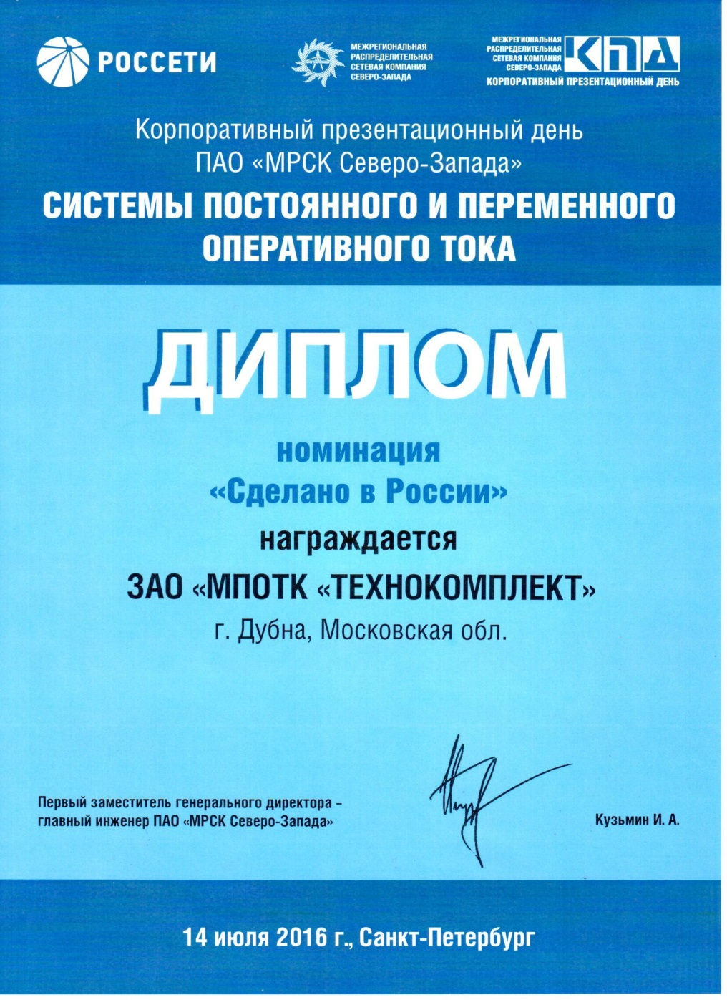 РОССЕТИ
МЕЖРЕГИОНАЛЬНАЯ
РАСПРЕДЕЛИТЕЛЬНАЯ
СЕТЕВАЯ КОМПАНИЯ
СЕВЕРО-ЗАПАДА
МЕЖРЕГИОНАЛЬНАЯ
РАСПРЕДЕЛИТЕЛЬНАЯ
СЕТЕВАЯ КОМПАНИЯ
СЕВЕРО-ЗАПАДА
КПД
КОРПОРАТИВНЫЙ ПРЕЗЕНТАЦИОННЫЙ ДЕНЬ
Корпоративный презентационный день
ПАО «МРСК Северо-Запада»
СИСТЕМЫ ПОСТОЯННОГО И ПЕРЕМЕННОГО
ОПЕРАТИВНОГО ТОКА
ДИПЛОМ
номинация
«Сделано в России»
награждается
ЗАО «МПОТК «ТЕХНОКОМПЛЕКТ»
г. Дубна, Московская обл.
Первый заместитель генерального директора –
главный инженер ПАО «МРСК Северо-Запада»
Кузьмин И. А.
14 июля 2016 г., Санкт-Петербург